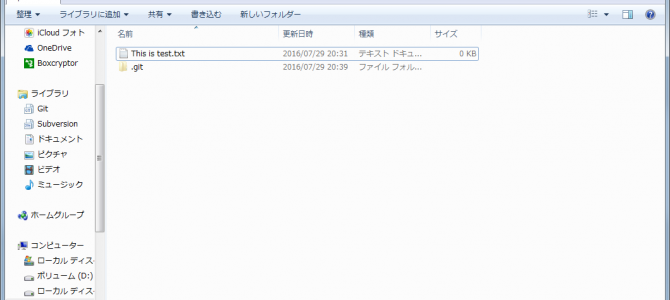 整理 ▼ ライブラリに追加 ▼ 共有 ▼ 書き込む 新しいフォルダー
名前 更新日時 種類 サイズ
This is test.txt 2016/07/29 20:31 テキスト ドキュ... 0 KB
.git 2016/07/29 20:39 ファイル フォル...
iCloud フォト
OneDrive
Boxcryptor
ライブラリ
Git
Subversion
ドキュメント
ピクチャ
ビデオ
ミュージック
ホームグループ
コンピューター
ローカル ディス
ボリューム (D:)
ローカル ディス